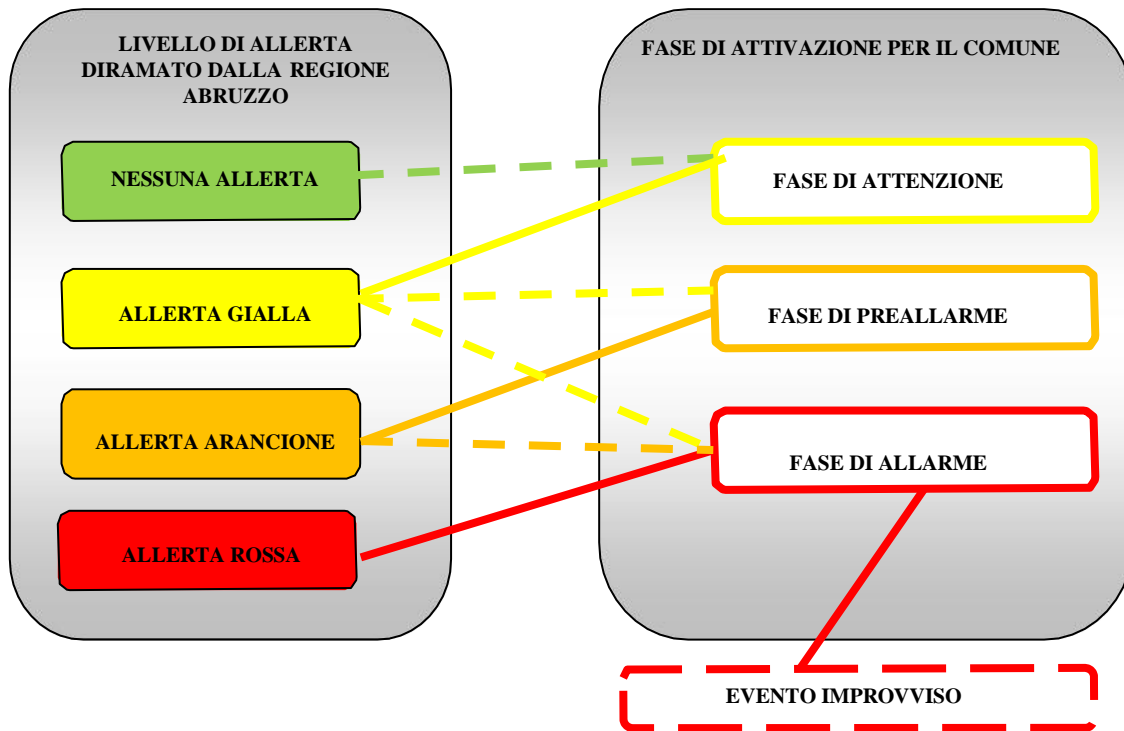 LIVELLO DI ALLERTA
DIRAMATO DALLA REGIONE
ABRUZZO
NESSUNA ALLERTA
ALLERTA GIALLA
ALLERTA ARANCIONE
ALLERTA ROSSA
FASE DI ATTIVAZIONE PER IL COMUNE
FASE DI ATTENZIONE
FASE DI PREALLARME
FASE DI ALLARME
EVENTO IMPROVVISO